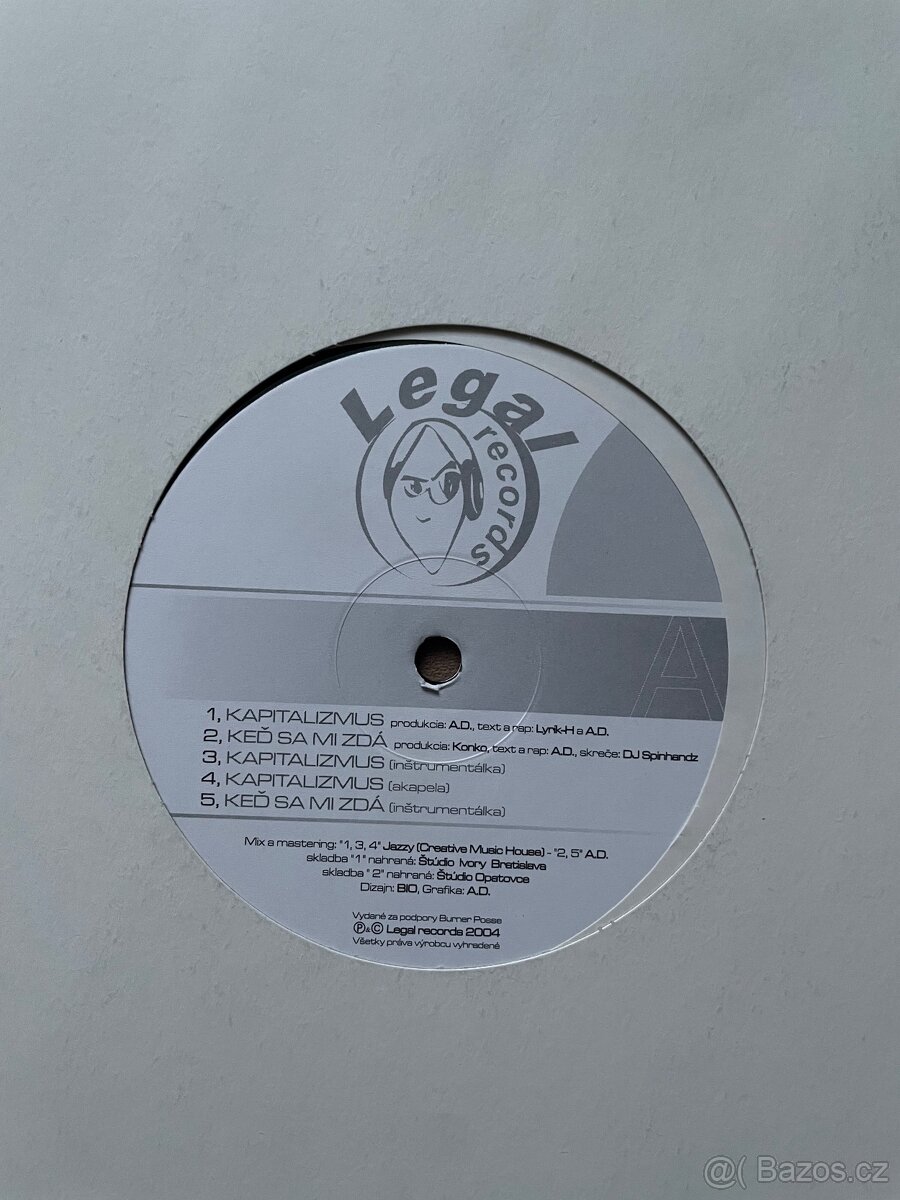 Legal
records
A
1, KAPITALIZMUS produkcia: A.D., text a rap: Lyrik-H a A.D.
2, KEĎ SA MI ZDÁ produkcia: Konko, text a rap: A.D., skreče: DJ Spinhandz
3, KAPITALIZMUS (inštrumentálka)
4, KAPITALIZMUS (akapela)
5, KEĎ SA MI ZDÁ (inštrumentálka)
Mix a mastering: "1, 3, 4" Jazzy (Creative Music House) - "2, 5" A.D.
skladba "1" nahraná: Štúdio Ivory Bratislava
skladba " 2" nahraná: Štúdio Opatovce
Dizajn: BIO, Grafika: A.D.
Vydané za podpory Burner Posse
Ⓟ&Ⓒ Legal records 2004
Všetky práva výrobcu vyhradené
@( Bazos.cz